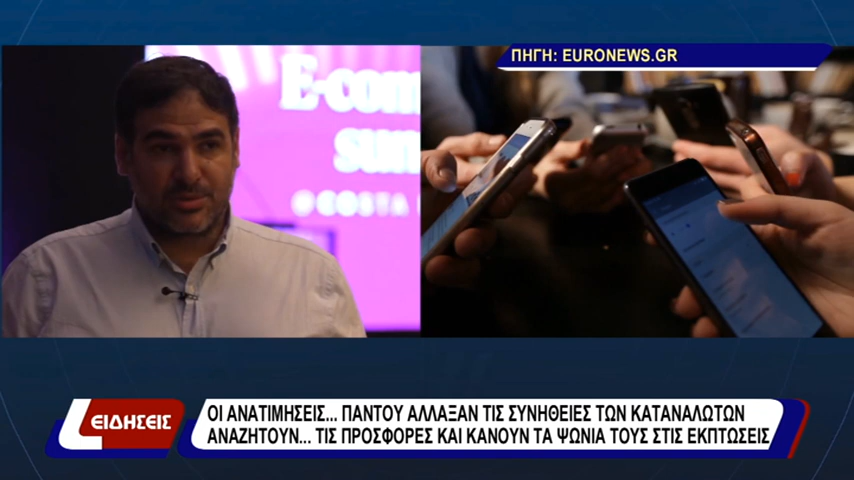 ΠΗΓΗ: EURONEWS.GR
E-com
sum
@COSTA
ΕΙΔΗΣΕΙΣ
ΟΙ ΑΝΑΤΙΜΗΣΕΙΣ... ΠΑΝΤΟΥ ΑΛΛΑΞΑΝ ΤΙΣ ΣΥΝΗΘΕΙΕΣ ΤΩΝ ΚΑΤΑΝΑΛΩΤΩΝ
ΑΝΑΖΗΤΟΥΝ... ΤΙΣ ΠΡΟΣΦΟΡΕΣ ΚΑΙ ΚΑΝΟΥΝ ΤΑ ΨΩΝΙΑ ΤΟΥΣ ΣΤΙΣ ΕΚΠΤΩΣΕΙΣ